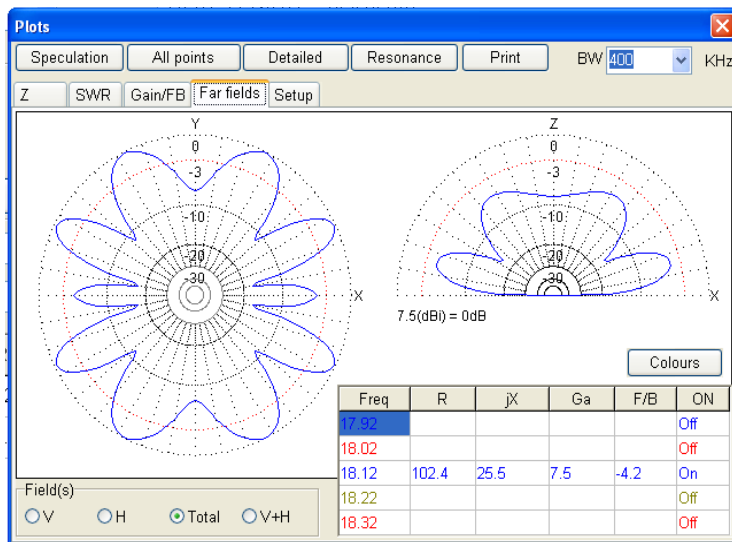 Plots
Speculation All points Detailed Resonance Print BW 400 KHz
Z SWR Gain/FB Far fields Setup
Y
0
-3
-10
-20
-30
X
Z
0
-3
-10
-20
-30
X
7.5(dBi) = 0dB
Colours
Freq R jX Ga F/B ON
17.92 Off
18.02 Off
18.12 102.4 25.5 7.5 -4.2 On
18.22 Off
18.32 Off
Field(s)
V H Total V+H